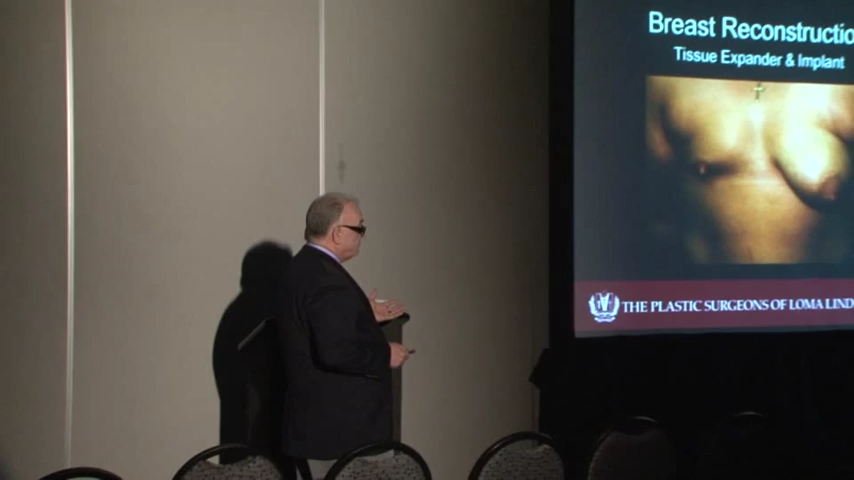 Breast Reconstructio
Tissue Expander & Implant
THE PLASTIC SURGEONS OF LOMA LIND